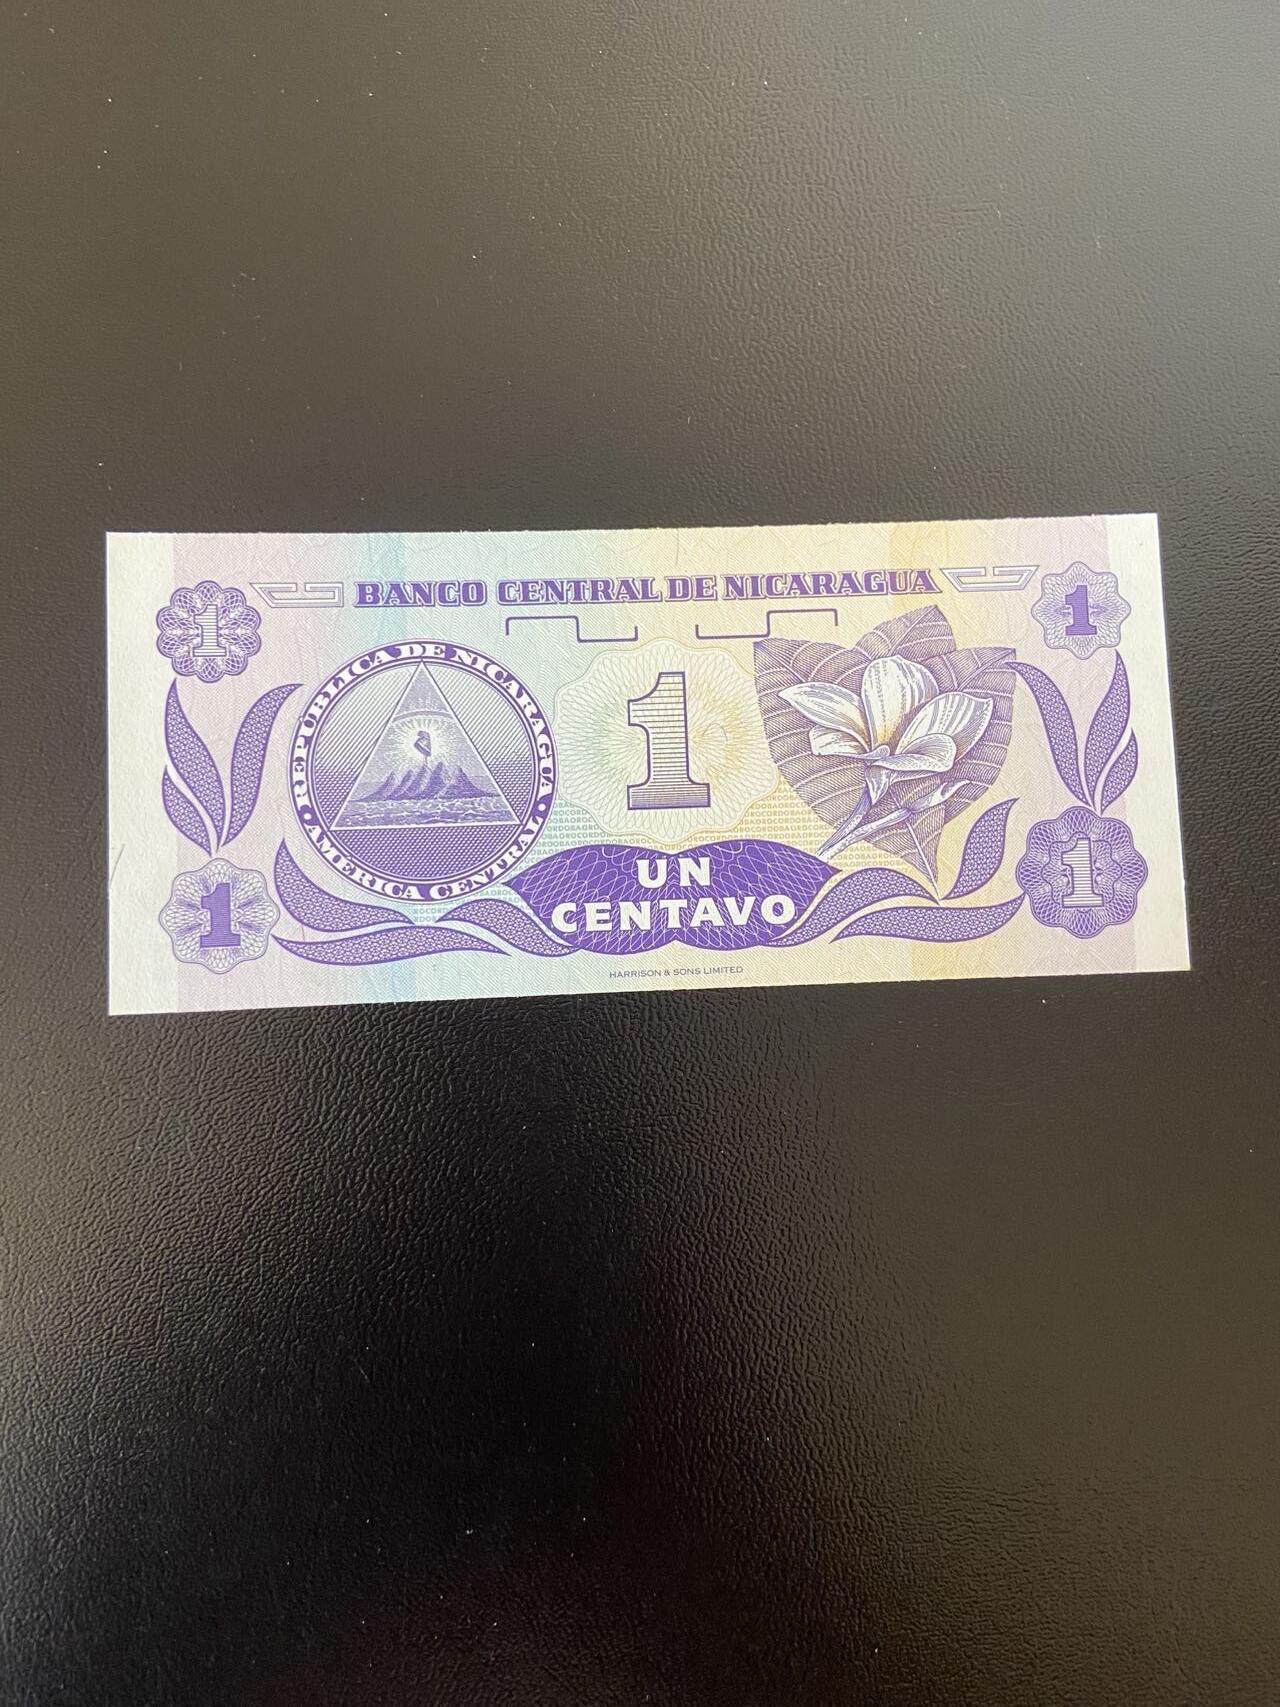 BANCO CENTRAL DE NICARAGUA
1
1
REPUBLICA DE NICARAGUA
AMERICA CENTRAL
1
UN
CENTAVO
1
1
HARRISON & SONS LIMITED